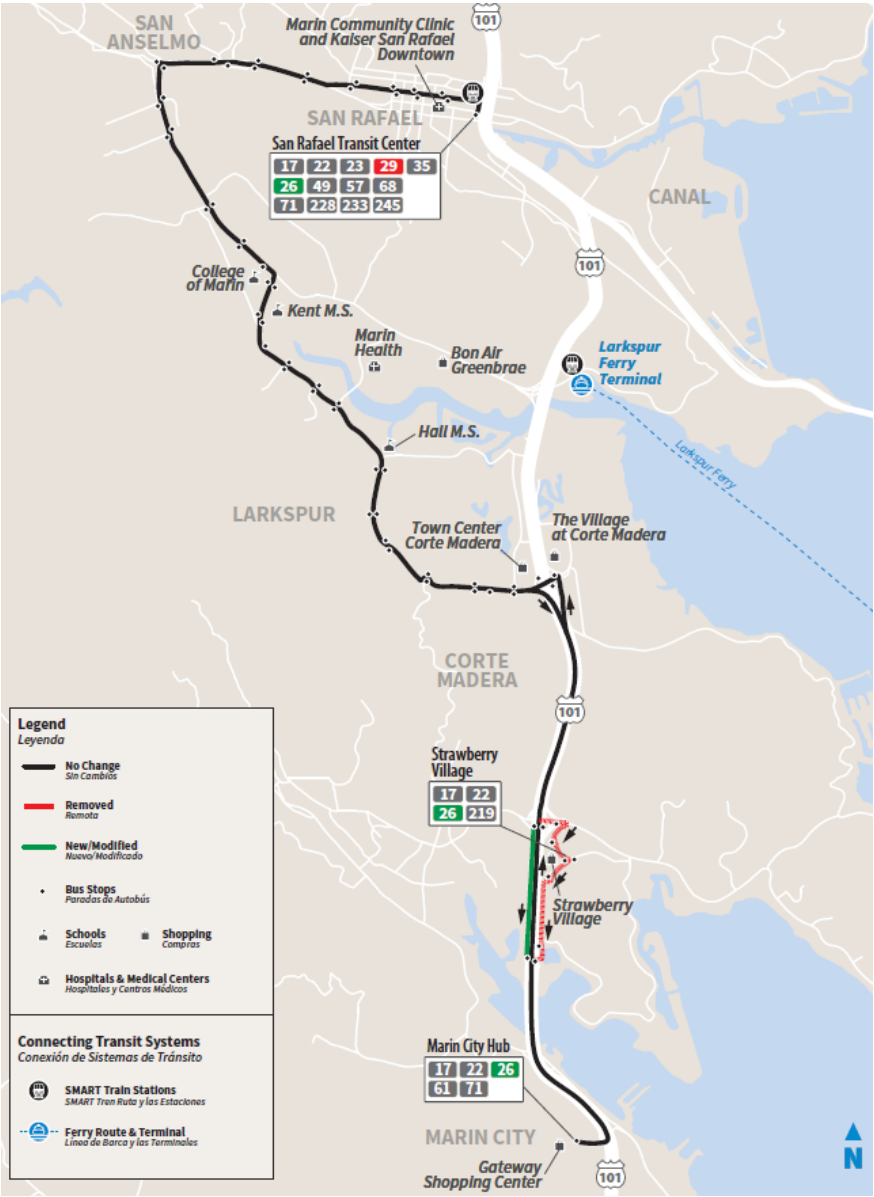 101
SAN
ANSELMO
Marin Community Clinic
and Kaiser San Rafael
Downtown
SAN RAFAEL
San Rafael Transit Center
17 22 23 29 35
26 49 57 68
71 228 233 245
CANAL
101
College
of Marin
Kent M.S.
Marin
Health
Bon Air
Greenbrae
Larkspur
Ferry
Terminal
Hall M.S.
Larkspur Ferry
LARKSPUR
Town Center
Corte Madera
The Village
at Corte Madera
CORTE
MADERA
101
Strawberry
Village
17 22
26 219
Strawberry
Village
Marin City Hub
17 22 26
61 71
MARIN CITY
Gateway
Shopping Center
101
N
Legend
Leyenda
No Change
Sin Cambios
Removed
Remota
New/Modified
Nuevo/Modificado
Bus Stops
Paradas de Autobús
Schools
Escuelas
Shopping
Compras
Hospitals & Medical Centers
Hospitales y Centros Médicos
Connecting Transit Systems
Conexión de Sistemas de Tránsito
SMART Train Stations
SMART Tren Ruta y las Estaciones
Ferry Route & Terminal
Línea de Barca y las Terminales